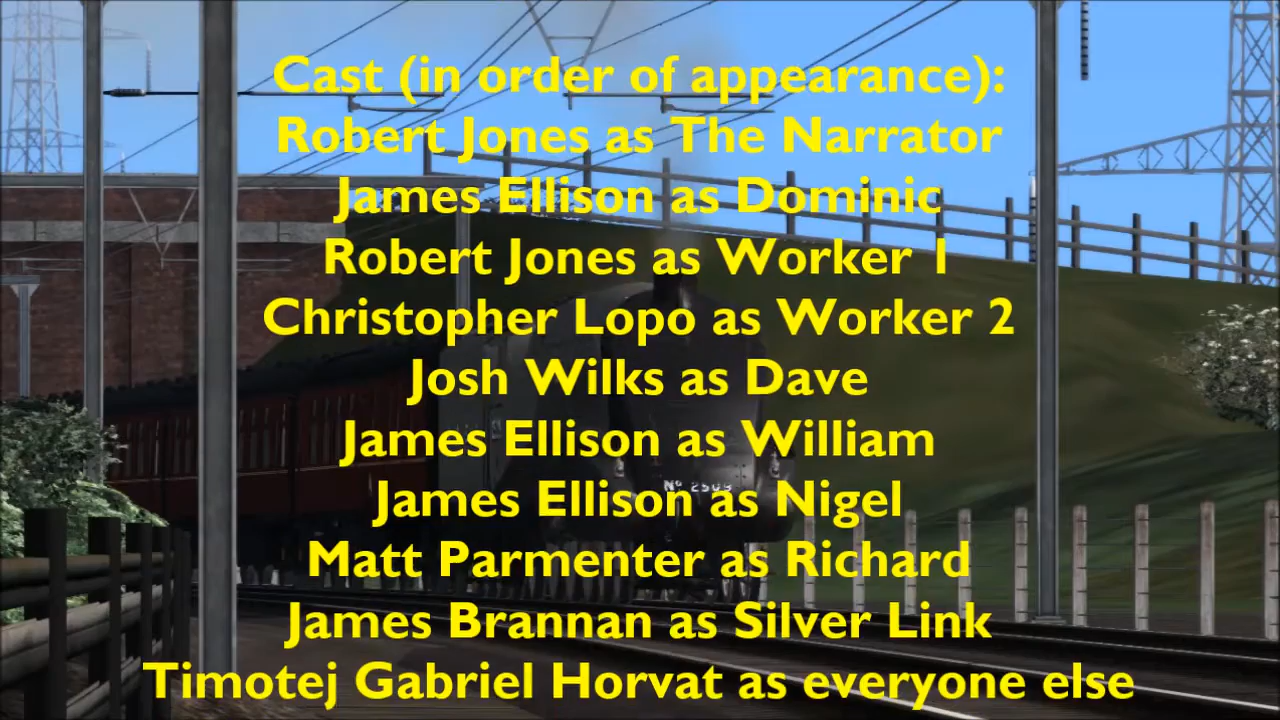 Cast (in order of appearance):
Robert Jones as The Narrator
James Ellison as Dominic
Robert Jones as Worker 1
Christopher Lopo as Worker 2
Josh Wilks as Dave
James Ellison as William
Nº 2509
James Ellison as Nigel
Matt Parmenter as Richard
James Brannan as Silver Link
Timotej Gabriel Horvat as everyone else